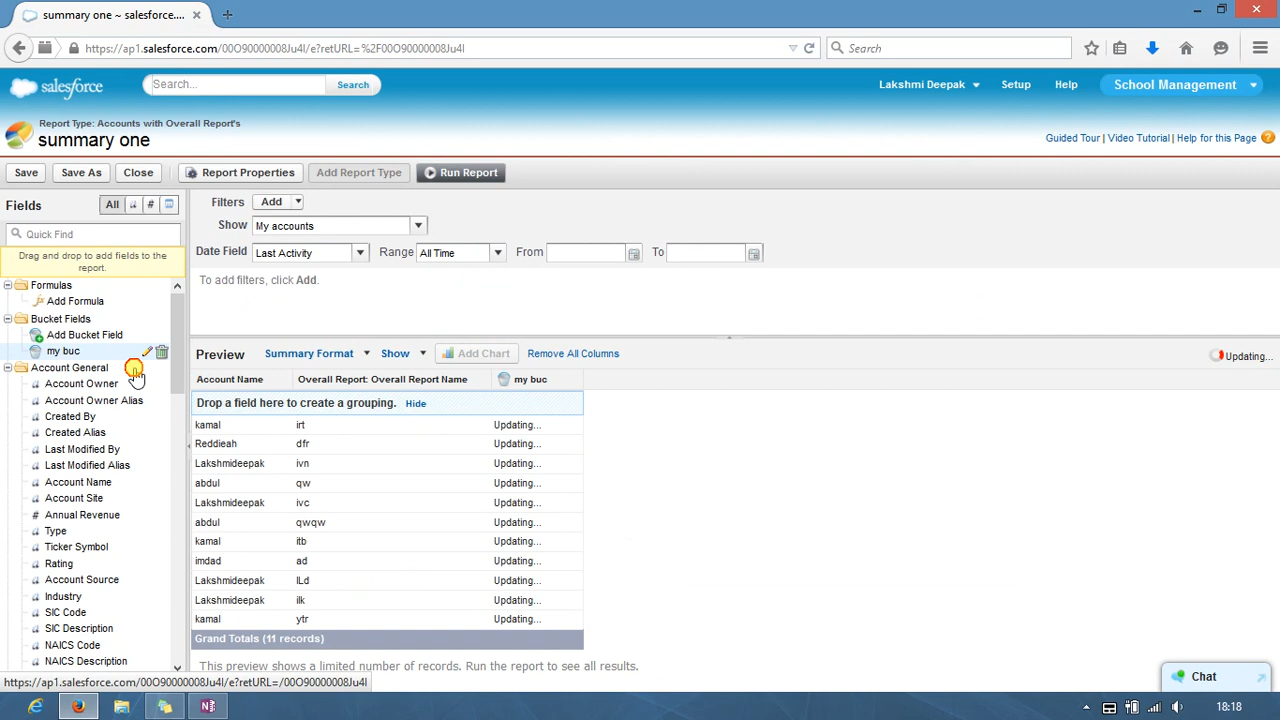 summary one ~ salesforce....
https://ap1.salesforce.com/00O90000008Ju4l/e?retURL=%2F00O90000008Ju4l
Search
salesforce
Search...
Search
Lakshmi Deepak
Setup
Help
School Management
Report Type: Accounts with Overall Report's
summary one
Guided Tour | Video Tutorial | Help for this Page
Save
Save As
Close
Report Properties
Add Report Type
Run Report
Fields
All
a
#
Quick Find
Drag and drop to add fields to the
report.
Formulas
fx Add Formula
Bucket Fields
Add Bucket Field
my buc
Account General
a Account Owner
a Account Owner Alias
a Created By
a Created Alias
a Last Modified By
a Last Modified Alias
a Account Name
a Account Site
# Annual Revenue
a Type
a Ticker Symbol
a Rating
a Account Source
a Industry
a SIC Code
a SIC Description
a NAICS Code
a NAICS Description
Filters Add
Show My accounts
Date Field Last Activity Range All Time From To
To add filters, click Add.
Preview Summary Format Show Add Chart Remove All Columns
Updating...
Account Name Overall Report: Overall Report Name my buc
Drop a field here to create a grouping. Hide
kamal irt Updating...
Reddieah dfr Updating...
Lakshmideepak ivn Updating...
abdul qw Updating...
Lakshmideepak ivc Updating...
abdul qwqw Updating...
kamal itb Updating...
imdad ad Updating...
Lakshmideepak lLd Updating...
Lakshmideepak ilk Updating...
kamal ytr Updating...
Grand Totals (11 records)
This preview shows a limited number of records. Run the report to see all results.
https://ap1.salesforce.com/00O90000008Ju4l/e?retURL=/00O90000008Ju4l
Chat
18:18